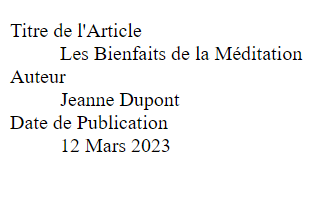 Titre de l'Article
Les Bienfaits de la Méditation
Auteur
Jeanne Dupont
Date de Publication
12 Mars 2023